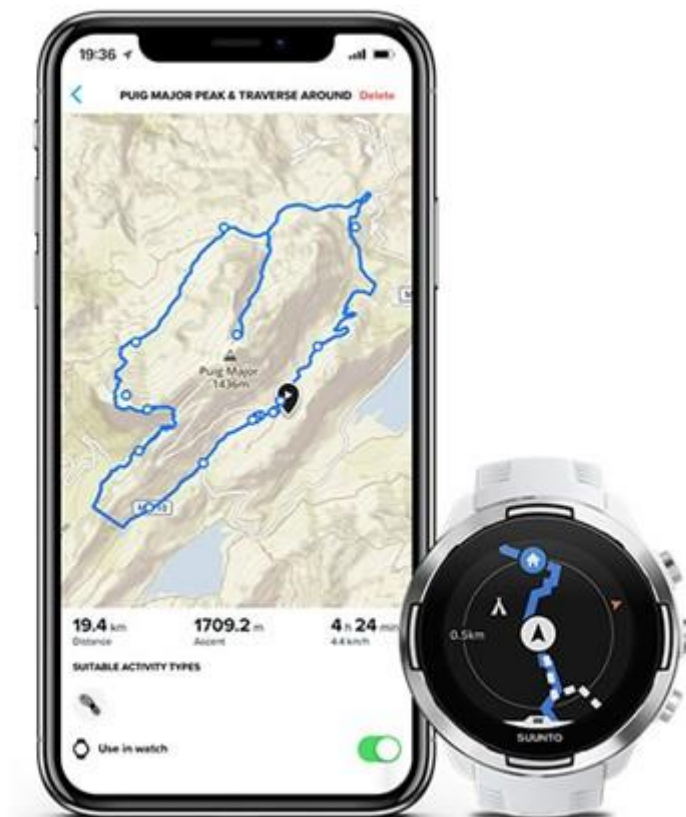 19:36
PUIG MAJOR PEAK & TRAVERSE AROUND Delete
Puig Major
1436m
19.4 km 1709.2 m 4 h 24 min
Distance Ascent 4.4 km/h
SUITABLE ACTIVITY TYPES
Use in watch
0.5km
SUUNTO